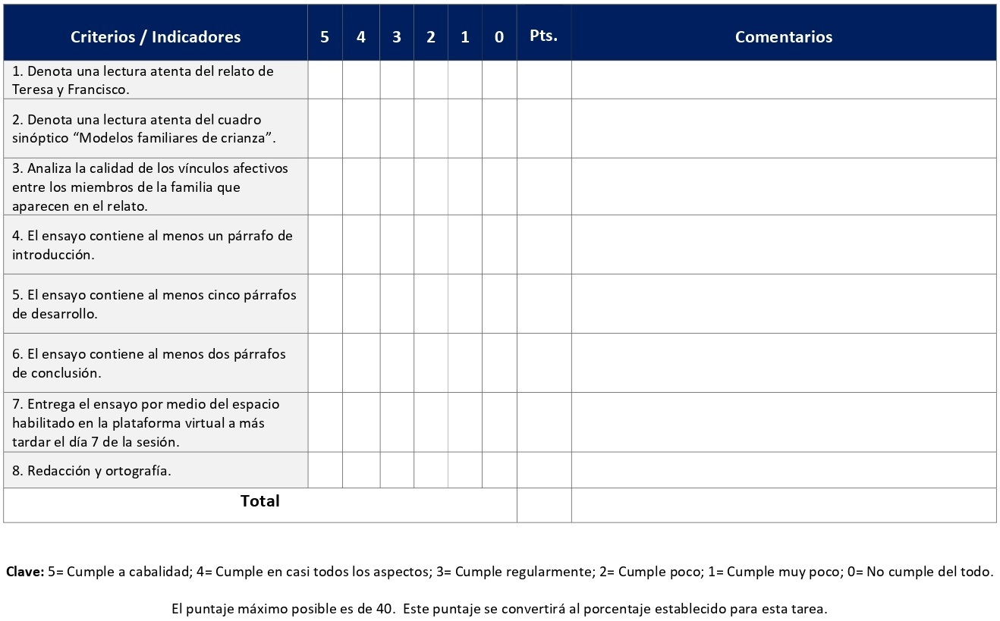 Criterios / Indicadores 5 4 3 2 1 0 Pts. Comentarios
1. Denota una lectura atenta del relato de
Teresa y Francisco.
2. Denota una lectura atenta del cuadro
sinóptico “Modelos familiares de crianza”.
3. Analiza la calidad de los vínculos afectivos
entre los miembros de la familia que
aparecen en el relato.
4. El ensayo contiene al menos un párrafo de
introducción.
5. El ensayo contiene al menos cinco párrafos
de desarrollo.
6. El ensayo contiene al menos dos párrafos
de conclusión.
7. Entrega el ensayo por medio del espacio
habilitado en la plataforma virtual a más
tardar el día 7 de la sesión.
8. Redacción y ortografía.
Total
Clave: 5= Cumple a cabalidad; 4= Cumple en casi todos los aspectos; 3= Cumple regularmente; 2= Cumple poco; 1= Cumple muy poco; 0= No cumple del todo.
El puntaje máximo posible es de 40. Este puntaje se convertirá al porcentaje establecido para esta tarea.